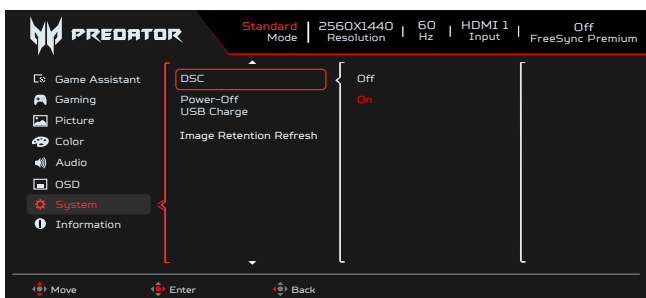 PREDATOR
Standard Mode
2560X1440 Resolution
60 Hz
HDMI 1 Input
Off FreeSync Premium
Game Assistant
Gaming
Picture
Color
Audio
OSD
System
Information
DSC
Power-Off
USB Charge
Image Retention Refresh
Off
On
Move
Enter
Back